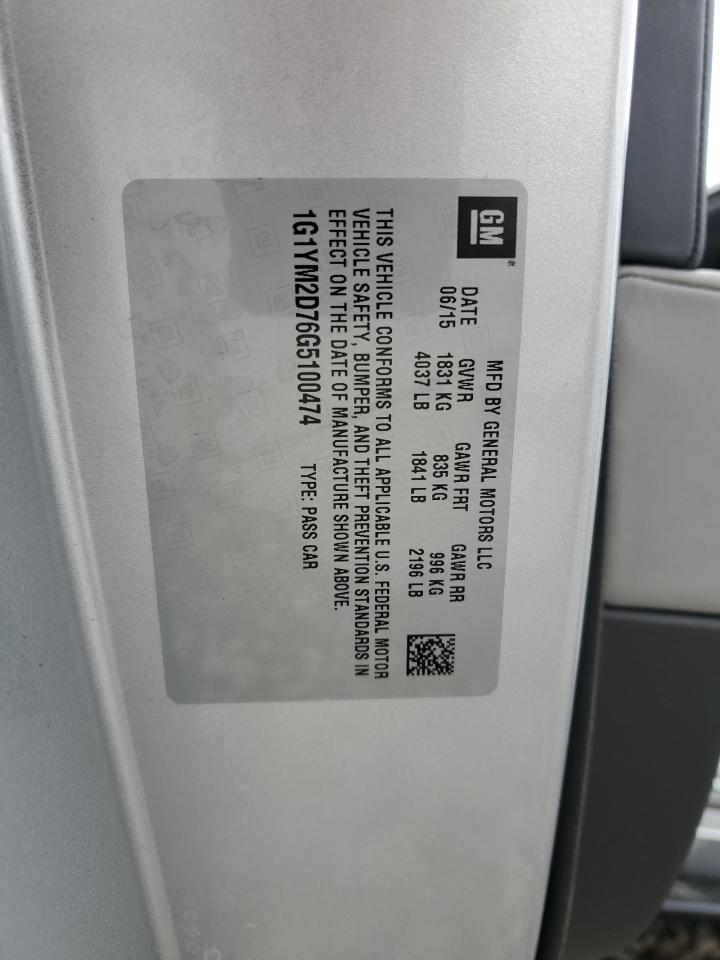 GM
MFD BY GENERAL MOTORS LLC
DATE GVWR GAWR FRT GAWR RR
06/15 1831 KG 835 KG 996 KG
4037 LB 1841 LB 2196 LB
THIS VEHICLE CONFORMS TO ALL APPLICABLE U.S. FEDERAL MOTOR
VEHICLE SAFETY, BUMPER, AND THEFT PREVENTION STANDARDS IN
EFFECT ON THE DATE OF MANUFACTURE SHOWN ABOVE.
1G1YM2D76G5100474 TYPE: PASS CAR